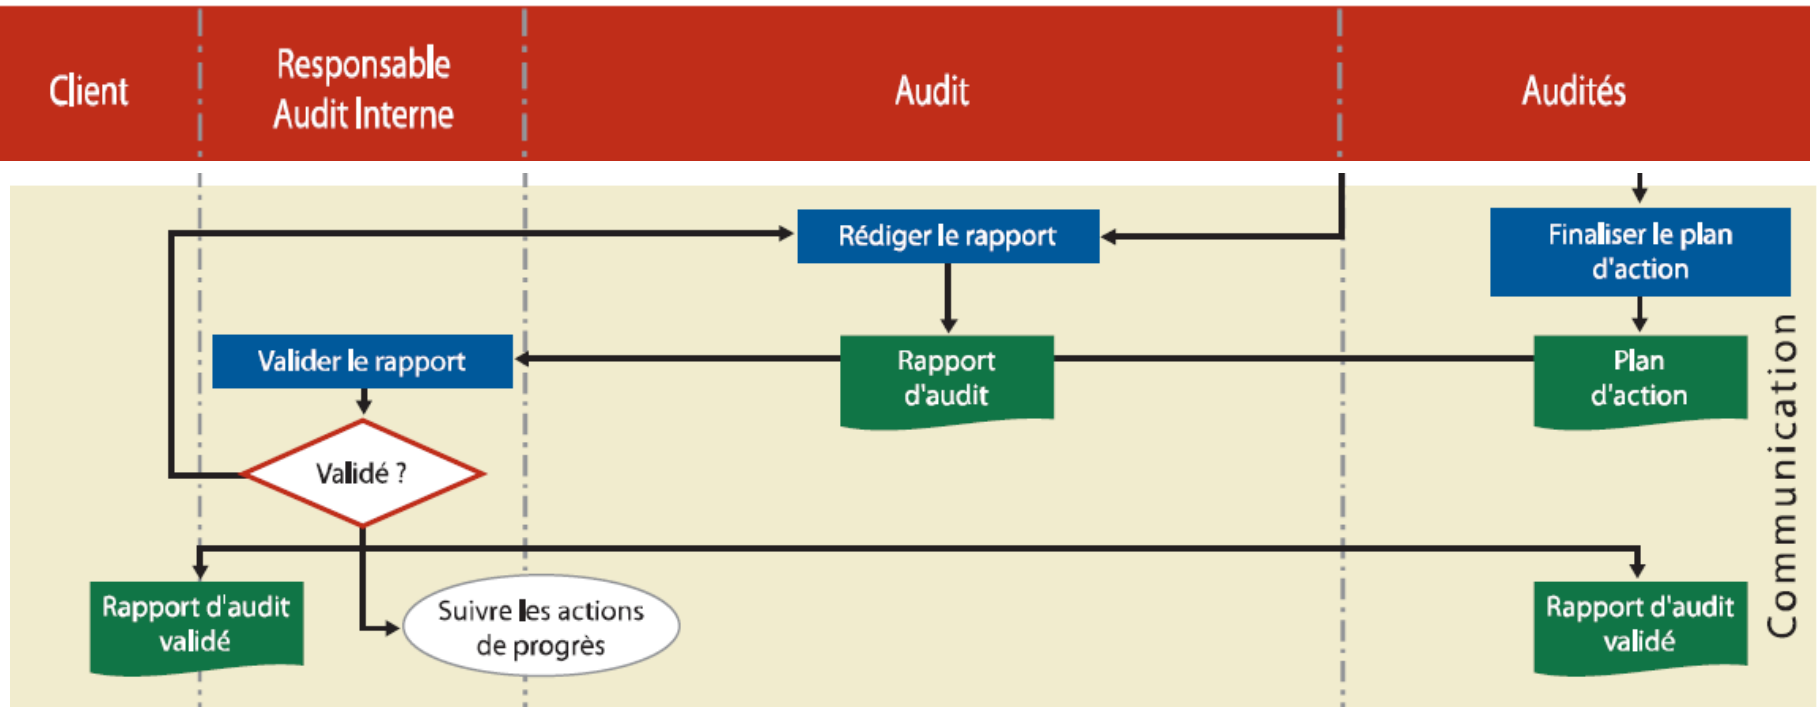 Client
Responsable
Audit Interne
Audit
Audités
Rédiger le rapport
Finaliser le plan
d'action
Valider le rapport
Rapport
d'audit
Plan
d'action
Validé ?
Rapport d'audit
validé
Suivre les actions
de progrès
Rapport d'audit
validé
Communication